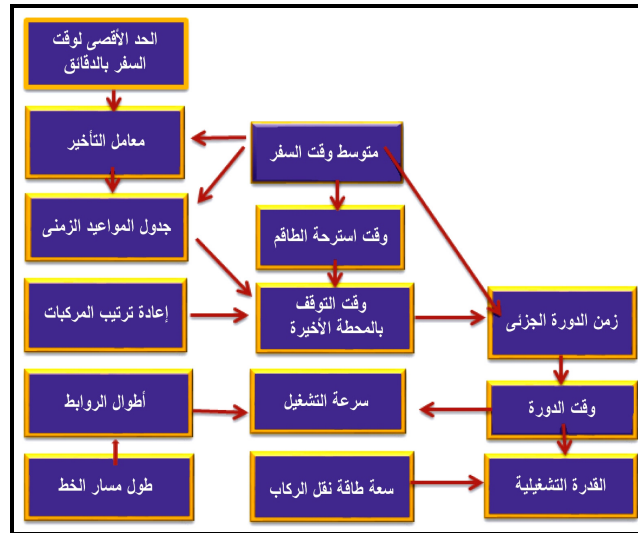 الحد الأقصى لوقت
السفر بالدقائق
معامل التأخير
متوسط وقت السفر
جدول المواعيد الزمنى
وقت استرحة الطاقم
إعادة ترتيب المركبات
وقت التوقف
بالمحطة الأخيرة
زمن الدورة الجزئى
أطوال الروابط
سرعة التشغيل
وقت الدورة
طول مسار الخط
سعة طاقة نقل الركاب
القدرة التشغيلية